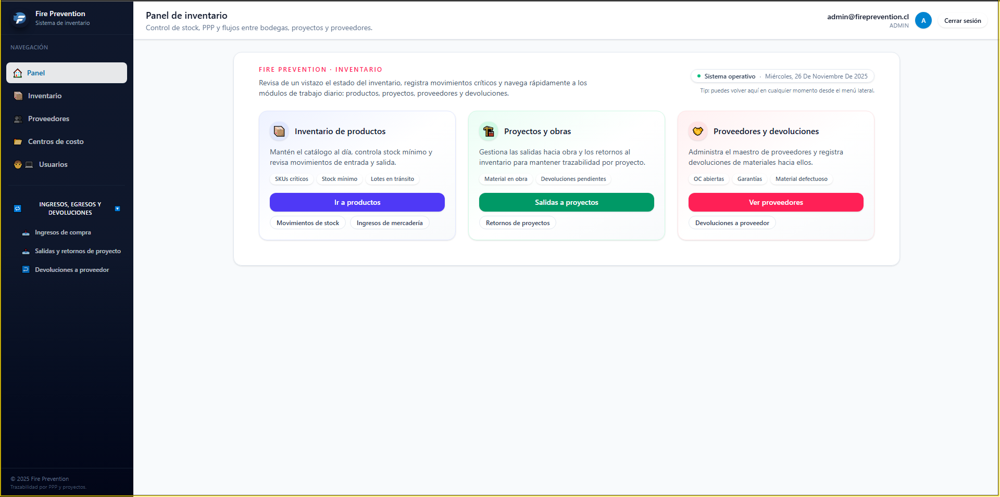 Fire Prevention
Sistema de inventario
NAVEGACIÓN
Panel
Inventario
Proveedores
Centros de costo
Usuarios
INGRESOS, EGRESOS Y
DEVOLUCIONES
Ingresos de compra
Salidas y retornos de proyecto
Devoluciones a proveedor
© 2025 Fire Prevention
Trazabilidad por PPP y proyectos.
Panel de inventario
Control de stock, PPP y flujos entre bodegas, proyectos y proveedores.
admin@fireprevention.cl
ADMIN
A
Cerrar sesión
FIRE PREVENTION · INVENTARIO
Revisa de un vistazo el estado del inventario, registra movimientos críticos y navega rápidamente a los
módulos de trabajo diario: productos, proyectos, proveedores y devoluciones.
Sistema operativo · Miércoles, 26 De Noviembre De 2025
Tip: puedes volver aquí en cualquier momento desde el menú lateral.
Inventario de productos
Mantén el catálogo al día, controla stock mínimo y
revisa movimientos de entrada y salida.
SKUs críticos
Stock mínimo
Lotes en tránsito
Ir a productos
Movimientos de stock
Ingresos de mercadería
Proyectos y obras
Gestiona las salidas hacia obra y los retornos al
inventario para mantener trazabilidad por proyecto.
Material en obra
Devoluciones pendientes
Salidas a proyectos
Retornos de proyectos
Proveedores y devoluciones
Administra el maestro de proveedores y registra
devoluciones de materiales hacia ellos.
OC abiertas
Garantías
Material defectuoso
Ver proveedores
Devoluciones a proveedor